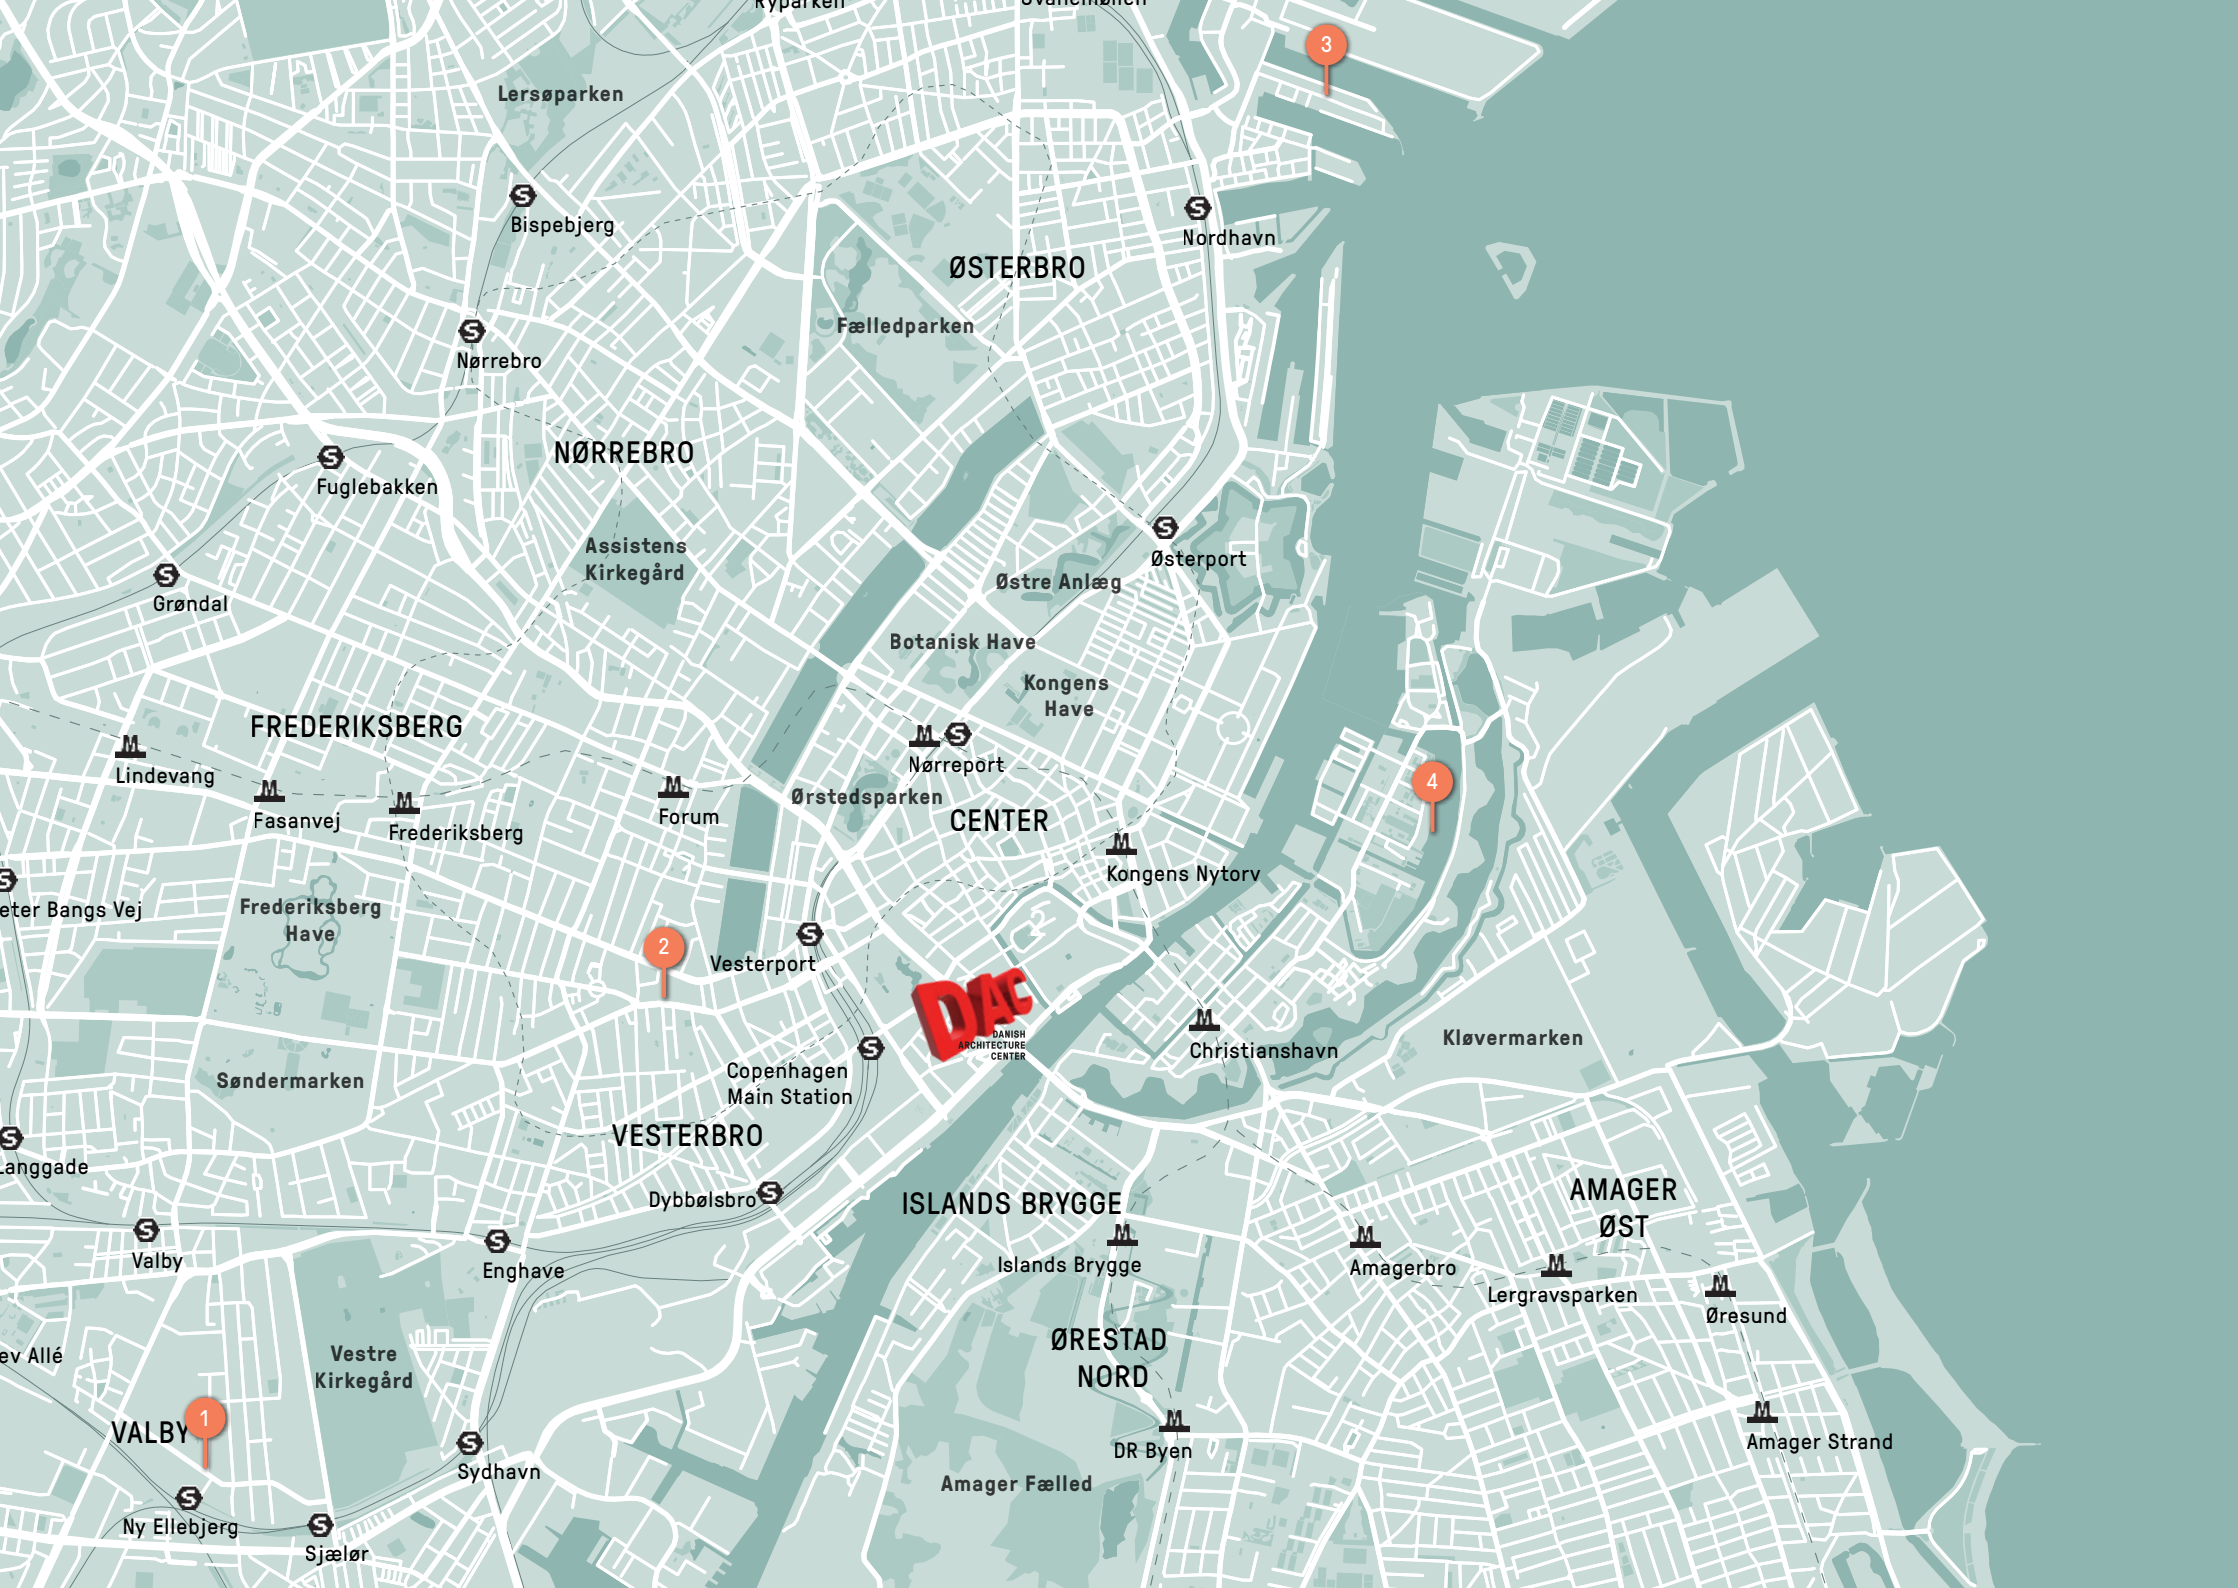 Ryparken
Svanemøllen
3
Lersøparken
S
Bispebjerg
S
Nordhavn
ØSTERBRO
Fælledparken
S
Nørrebro
NØRREBRO
S
Fuglebakken
S
Østerport
Assistens
Kirkegård
Østre Anlæg
S
Grøndal
Botanisk Have
Kongens
Have
FREDERIKSBERG
M
Lindevang
M
Fasanvej
M
Frederiksberg
M
Forum
M S
Nørreport
Ørstedsparken
CENTER
4
M
Kongens Nytorv
S
eter Bangs Vej
Frederiksberg
Have
2
S
Vesterport
DAC
DANISH
ARCHITECTURE
CENTER
M
Christianshavn
Kløvermarken
S
Copenhagen
Main Station
Søndermarken
VESTERBRO
S
Langgade
Dybbølsbro S
ISLANDS BRYGGE
AMAGER
ØST
S
Valby
S
Enghave
M
Islands Brygge
M
Amagerbro
M
Lergravsparken
M
Øresund
ev Allé
Vestre
Kirkegård
ØRESTAD
NORD
VALBY
1
S
Sydhavn
M
DR Byen
M
Amager Strand
Amager Fælled
S
Ny Ellebjerg
S
Sjælør